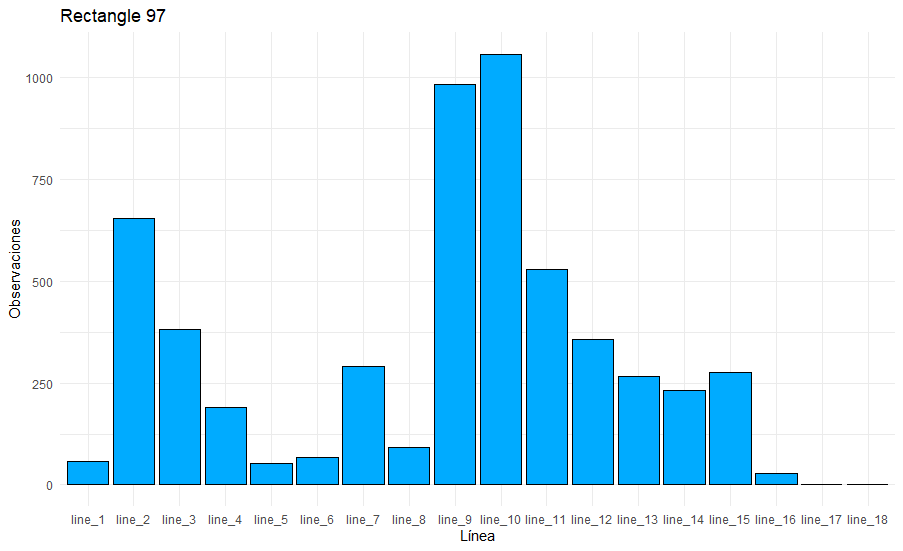 Rectangle 97
Observaciones
1000
750
500
250
0
line_1 line_2 line_3 line_4 line_5 line_6 line_7 line_8 line_9 line_10 line_11 line_12 line_13 line_14 line_15 line_16 line_17 line_18
Línea